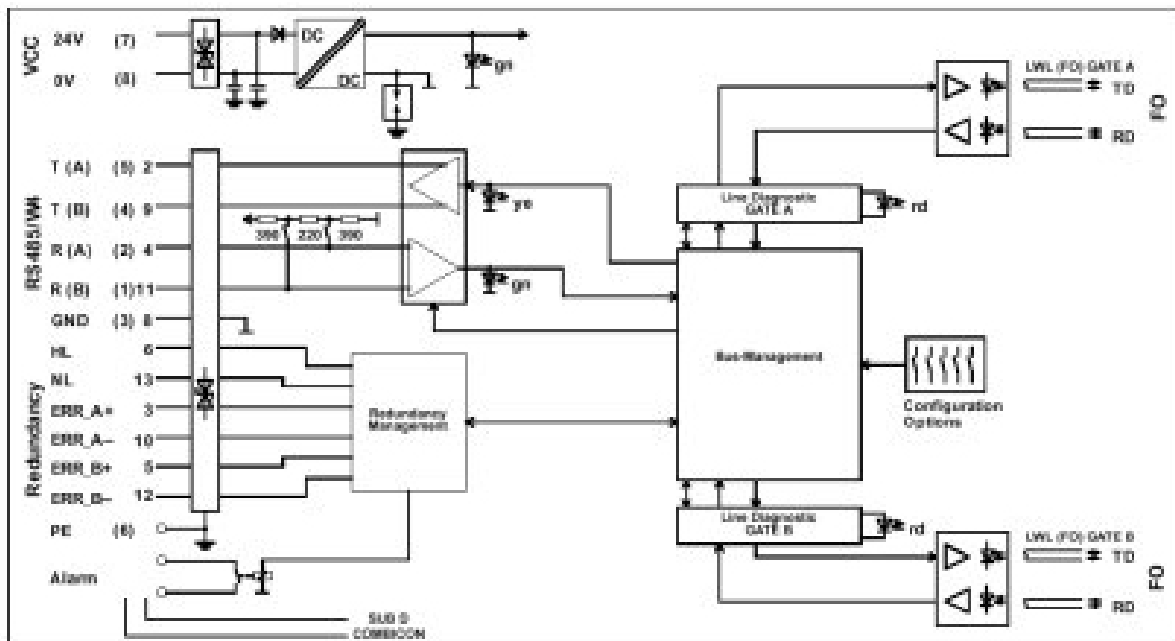 VCC
24V (7)
0V (8)
DC
DC
gn
RS485/W4
T (A) (5) 2
T (B) (4) 9
R (A) (2) 4
R (B) (1) 11
GND (3) 8
390 220 390
ye
gn
Redundancy
HL 6
NL 13
ERR_A+ 3
ERR_A– 10
ERR_B+ 5
ERR_B– 12
PE (6)
Alarm
SUB D
COMBICON
Redundancy
Management
Line Diagnostic
GATE A
rd
Bus-Management
Configuration
Options
Line Diagnostic
GATE B
rd
LWL (FO) GATE A
TD
RD
FO
LWL (FO) GATE B
TD
RD
FO